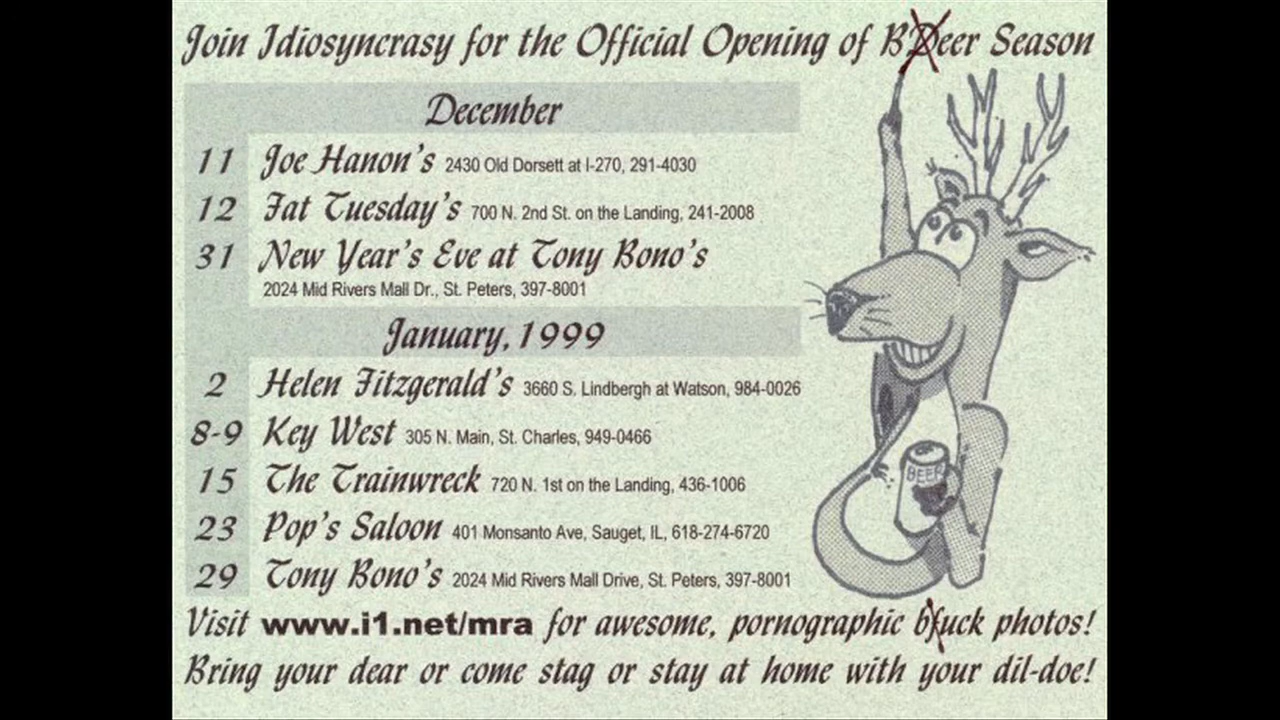 Join Idiosyncrasy for the Official Opening of BDeer Season
December
11 Joe Hanon's 2430 Old Dorsett at I-270, 291-4030
12 Fat Tuesday's 700 N. 2nd St. on the Landing, 241-2008
31 New Year's Eve at Tony Bono's
2024 Mid Rivers Mall Dr., St. Peters, 397-8001
January, 1999
2 Helen Fitzgerald's 3660 S. Lindbergh at Watson, 984-0026
8-9 Key West 305 N. Main, St. Charles, 949-0466
15 The Trainwreck 720 N. 1st on the Landing, 436-1006
BEER
23 Pop's Saloon 401 Monsanto Ave, Sauget, IL, 618-274-6720
29 Tony Bono's 2024 Mid Rivers Mall Drive, St. Peters, 397-8001
Visit www.i1.net/mra for awesome, pornographic bfuck photos!
Bring your dear or come stag or stay at home with your dil-doe!